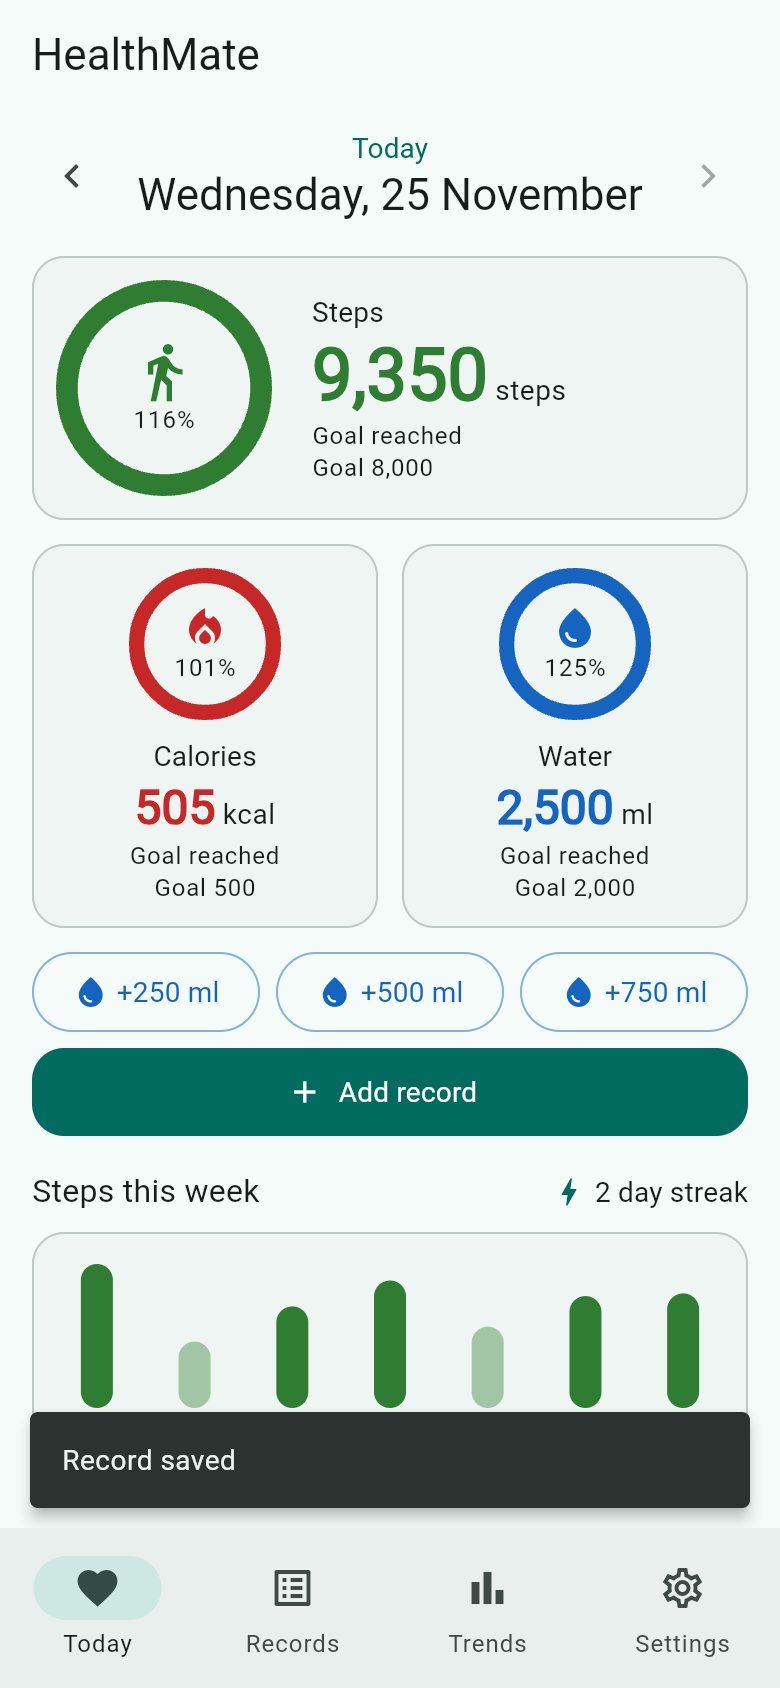 HealthMate
Today
Wednesday, 25 November
116%
Steps
9,350 steps
Goal reached
Goal 8,000
101%
Calories
505 kcal
Goal reached
Goal 500
125%
Water
2,500 ml
Goal reached
Goal 2,000
+250 ml
+500 ml
+750 ml
Add record
Steps this week
2 day streak
Record saved
Today
Records
Trends
Settings